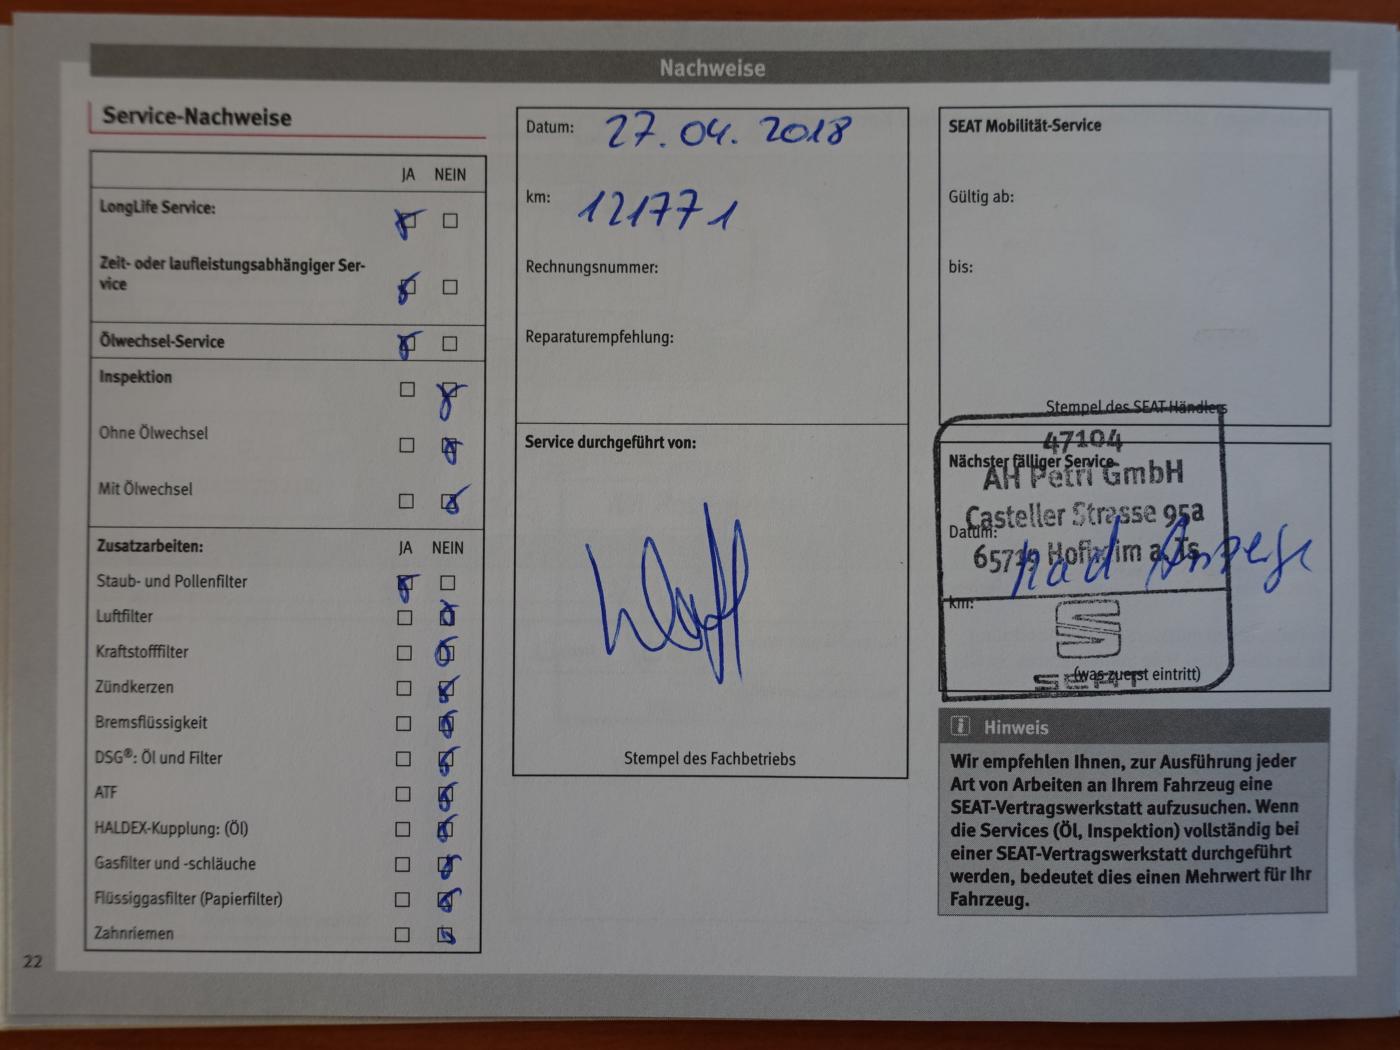 Nachweise
Service-Nachweise
JA NEIN
LongLife Service:
Zeit- oder laufleistungsabhängiger Ser-
vice
Ölwechsel-Service
Inspektion
Ohne Ölwechsel
Mit Ölwechsel
Zusatzarbeiten: JA NEIN
Staub- und Pollenfilter
Luftfilter
Kraftstofffilter
Zündkerzen
Bremsflüssigkeit
DSG®: Öl und Filter
ATF
HALDEX-Kupplung: (Öl)
Gasfilter und -schläuche
Flüssiggasfilter (Papierfilter)
Zahnriemen
22
Datum: 27.04.2018
km: 121771
Rechnungsnummer:
Reparaturempfehlung:
Service durchgeführt von:
Stempel des Fachbetriebs
SEAT Mobilität-Service
Gültig ab:
bis:
Stempel des SEAT-Händlers
47104
Nächster fälliger Service
AH Petri GmbH
Casteller Strasse 95a
Datum:
65719 Hofheim a. Ts.
km:
SEAT
(was zuerst eintritt)
Hinweis
Wir empfehlen Ihnen, zur Ausführung jeder
Art von Arbeiten an Ihrem Fahrzeug eine
SEAT-Vertragswerkstatt aufzusuchen. Wenn
die Services (Öl, Inspektion) vollständig bei
einer SEAT-Vertragswerkstatt durchgeführt
werden, bedeutet dies einen Mehrwert für Ihr
Fahrzeug.